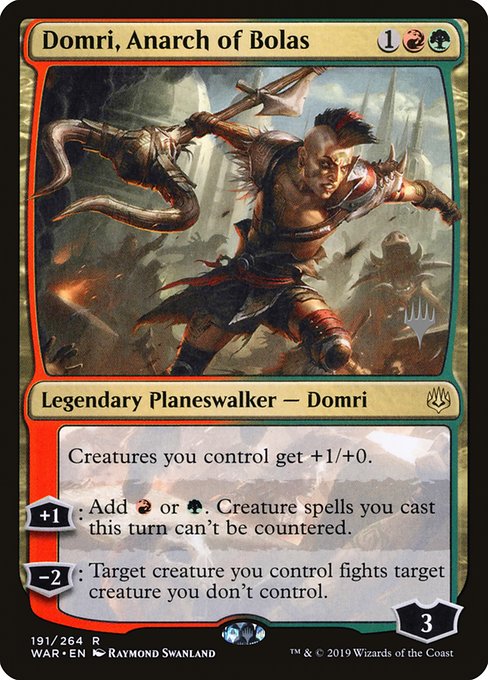 Domri, Anarch of Bolas 1
Legendary Planeswalker — Domri
Creatures you control get +1/+0.
+1 : Add or . Creature spells you cast
this turn can't be countered.
-2 : Target creature you control fights target
creature you don't control.
3
191/264 R
WAR • EN Raymond Swanland ™ & © 2019 Wizards of the Coast